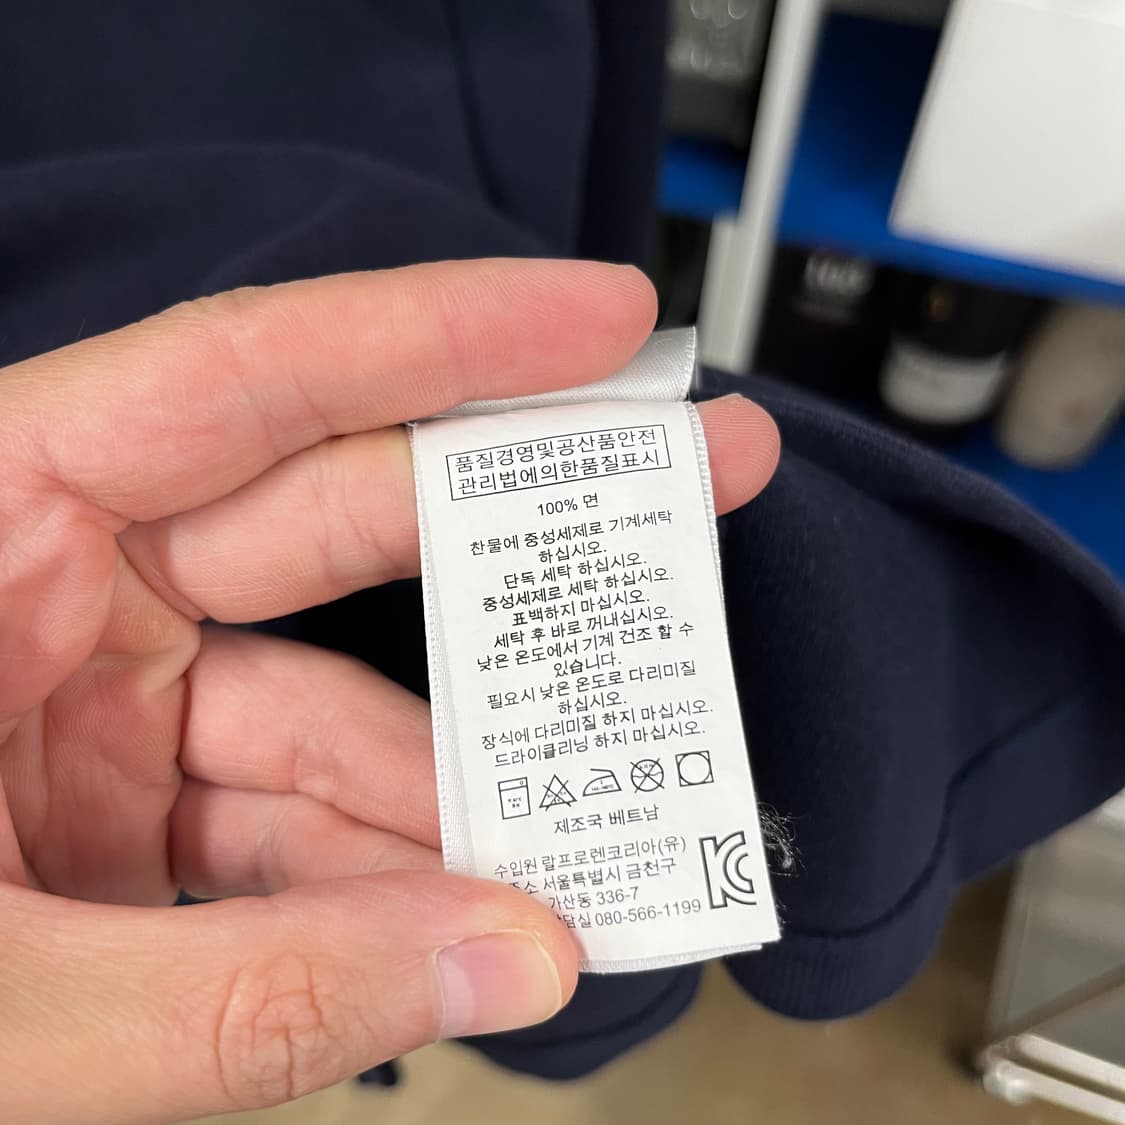 품질경영및공산품안전
관리법에의한품질표시
100% 면
찬물에 중성세제로 기계세탁
하십시오.
단독 세탁 하십시오.
중성세제로 세탁 하십시오.
표백하지 마십시오.
세탁 후 바로 꺼내십시오.
낮은 온도에서 기계 건조 할 수
있습니다.
필요시 낮은 온도로 다리미질
하십시오.
장식에 다리미질 하지 마십시오.
드라이클리닝 하지 마십시오.
제조국 베트남
수입원 랄프로렌코리아(유)
서울특별시 금천구
가산동 336-7
080-566-1199
KC